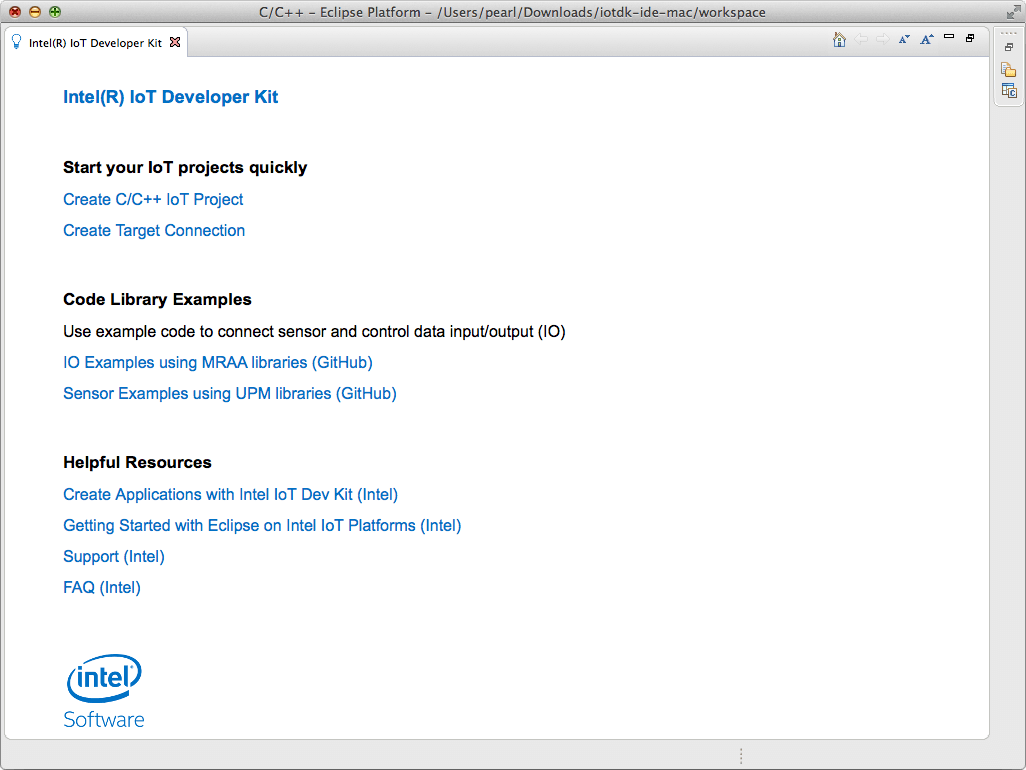 C/C++ – Eclipse Platform – /Users/pearl/Downloads/iotdk-ide-mac/workspace
Intel(R) IoT Developer Kit
Intel(R) IoT Developer Kit
Start your IoT projects quickly
Create C/C++ IoT Project
Create Target Connection
Code Library Examples
Use example code to connect sensor and control data input/output (IO)
IO Examples using MRAA libraries (GitHub)
Sensor Examples using UPM libraries (GitHub)
Helpful Resources
Create Applications with Intel IoT Dev Kit (Intel)
Getting Started with Eclipse on Intel IoT Platforms (Intel)
Support (Intel)
FAQ (Intel)
intel
Software